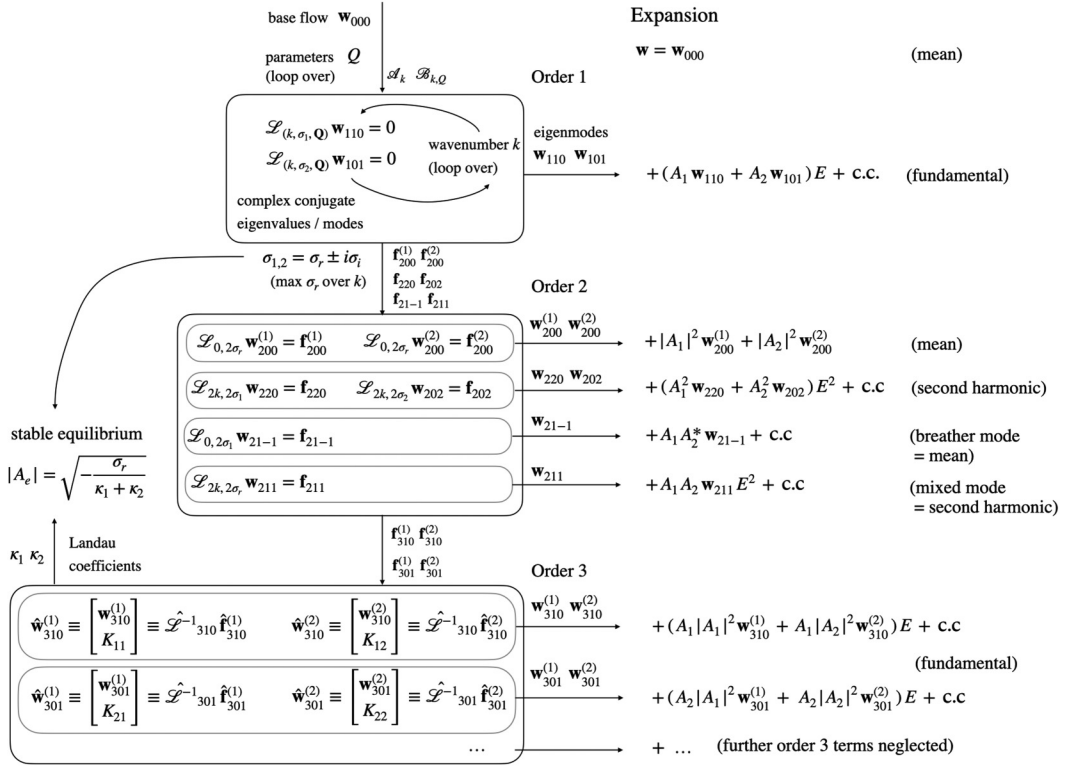 base flow w₀₀₀
Expansion
w = w₀₀₀ (mean)
parameters Q
(loop over)
𝒜ₖ ℬₖ,Q
Order 1
ℒ_(k, σ₁, Q) w₁₁₀ = 0
ℒ_(k, σ₂, Q) w₁₀₁ = 0
wavenumber k
(loop over)
complex conjugate
eigenvalues / modes
eigenmodes
w₁₁₀ w₁₀₁
+ (A₁ w₁₁₀ + A₂ w₁₀₁) E + c.c. (fundamental)
σ₁,₂ = σᵣ ± iσᵢ
(max σᵣ over k)
f₂₀₀^(1) f₂₀₀^(2)
f₂₂₀ f₂₀₂
f₂₁₋₁ f₂₁₁
Order 2
ℒ_0, 2σᵣ w₂₀₀^(1) = f₂₀₀^(1) ℒ_0, 2σᵣ w₂₀₀^(2) = f₂₀₀^(2)
w₂₀₀^(1) w₂₀₀^(2)
+ |A₁|² w₂₀₀^(1) + |A₂|² w₂₀₀^(2) (mean)
ℒ_2k, 2σ₁ w₂₂₀ = f₂₂₀ ℒ_2k, 2σ₂ w₂₀₂ = f₂₀₂
w₂₂₀ w₂₀₂
+ (A₁² w₂₂₀ + A₂² w₂₀₂) E² + c.c (second harmonic)
ℒ_0, 2σ₁ w₂₁₋₁ = f₂₁₋₁
w₂₁₋₁
+ A₁ A₂* w₂₁₋₁ + c.c (breather mode
= mean)
ℒ_2k, 2σᵣ w₂₁₁ = f₂₁₁
w₂₁₁
+ A₁ A₂ w₂₁₁ E² + c.c (mixed mode
= second harmonic)
stable equilibrium
|Aₑ| = √(− σᵣ / (κ₁ + κ₂))
κ₁ κ₂
Landau
coefficients
f₃₁₀^(1) f₃₁₀^(2)
f₃₀₁^(1) f₃₀₁^(2)
Order 3
ŵ₃₁₀^(1) ≡ [w₃₁₀^(1) K₁₁] ≡ ℒ̂⁻¹₃₁₀ f̂₃₁₀^(1) ŵ₃₁₀^(2) ≡ [w₃₁₀^(2) K₁₂] ≡ ℒ̂⁻¹₃₁₀ f̂₃₁₀^(2)
w₃₁₀^(1) w₃₁₀^(2)
+ (A₁|A₁|² w₃₁₀^(1) + A₁|A₂|² w₃₁₀^(2)) E + c.c
(fundamental)
ŵ₃₀₁^(1) ≡ [w₃₀₁^(1) K₂₁] ≡ ℒ̂⁻¹₃₀₁ f̂₃₀₁^(1) ŵ₃₀₁^(2) ≡ [w₃₀₁^(2) K₂₂] ≡ ℒ̂⁻¹₃₀₁ f̂₃₀₁^(2)
w₃₀₁^(1) w₃₀₁^(2)
+ (A₂|A₁|² w₃₀₁^(1) + A₂|A₂|² w₃₀₁^(2)) E + c.c
...
+ ... (further order 3 terms neglected)